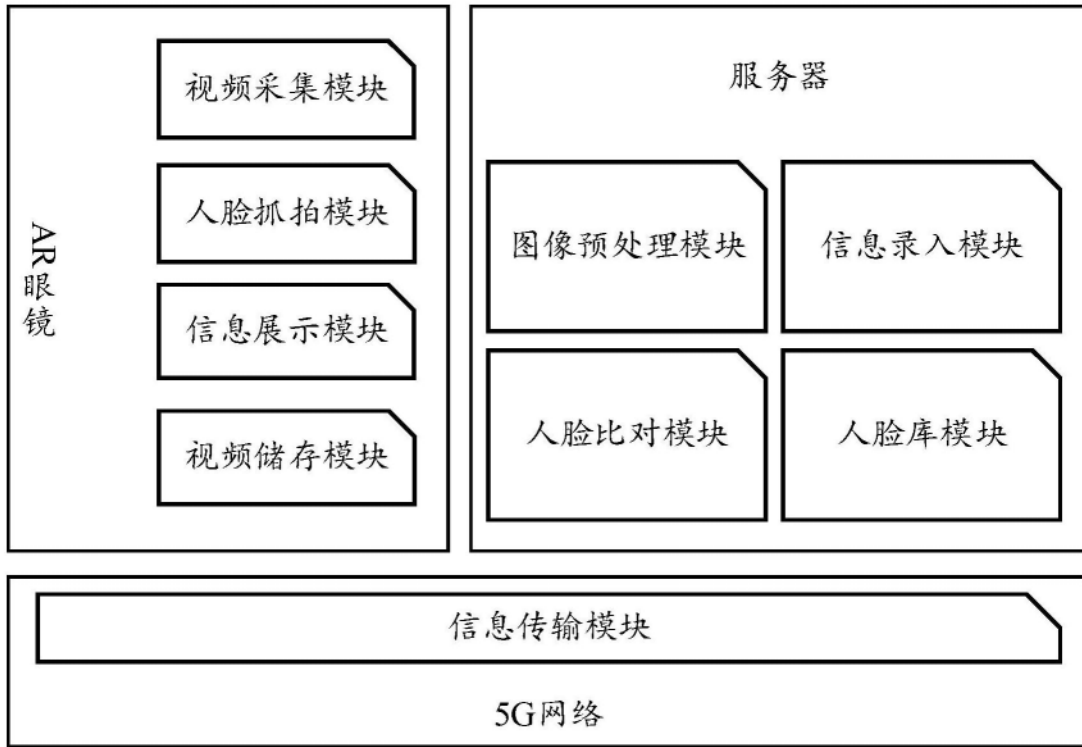 AR眼镜
视频采集模块
人脸抓拍模块
信息展示模块
视频储存模块
服务器
图像预处理模块
信息录入模块
人脸比对模块
人脸库模块
信息传输模块
5G网络